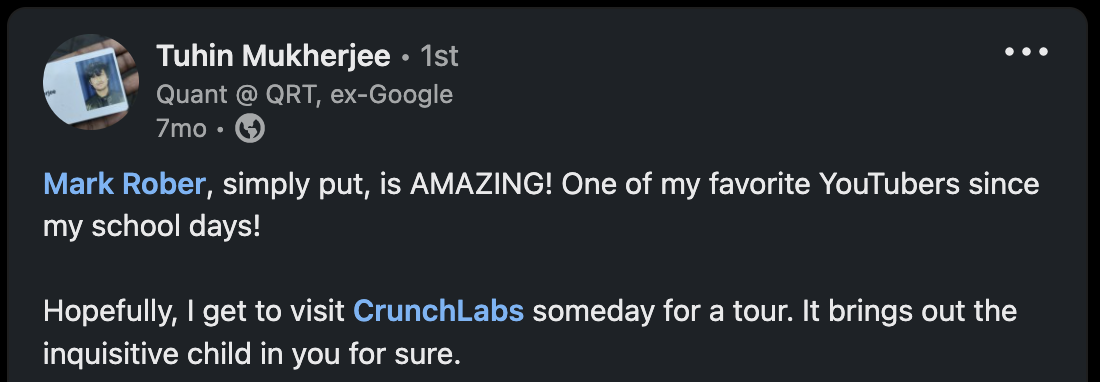 Tuhin Mukherjee • 1st
Quant @ QRT, ex-Google
7mo •
Mark Rober, simply put, is AMAZING! One of my favorite YouTubers since
my school days!
Hopefully, I get to visit CrunchLabs someday for a tour. It brings out the
inquisitive child in you for sure.